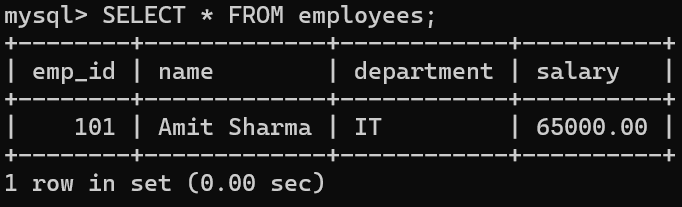 mysql> SELECT * FROM employees;
+--------+-------------+------------+----------+
| emp_id | name        | department | salary   |
+--------+-------------+------------+----------+
|    101 | Amit Sharma | IT         | 65000.00 |
+--------+-------------+------------+----------+
1 row in set (0.00 sec)